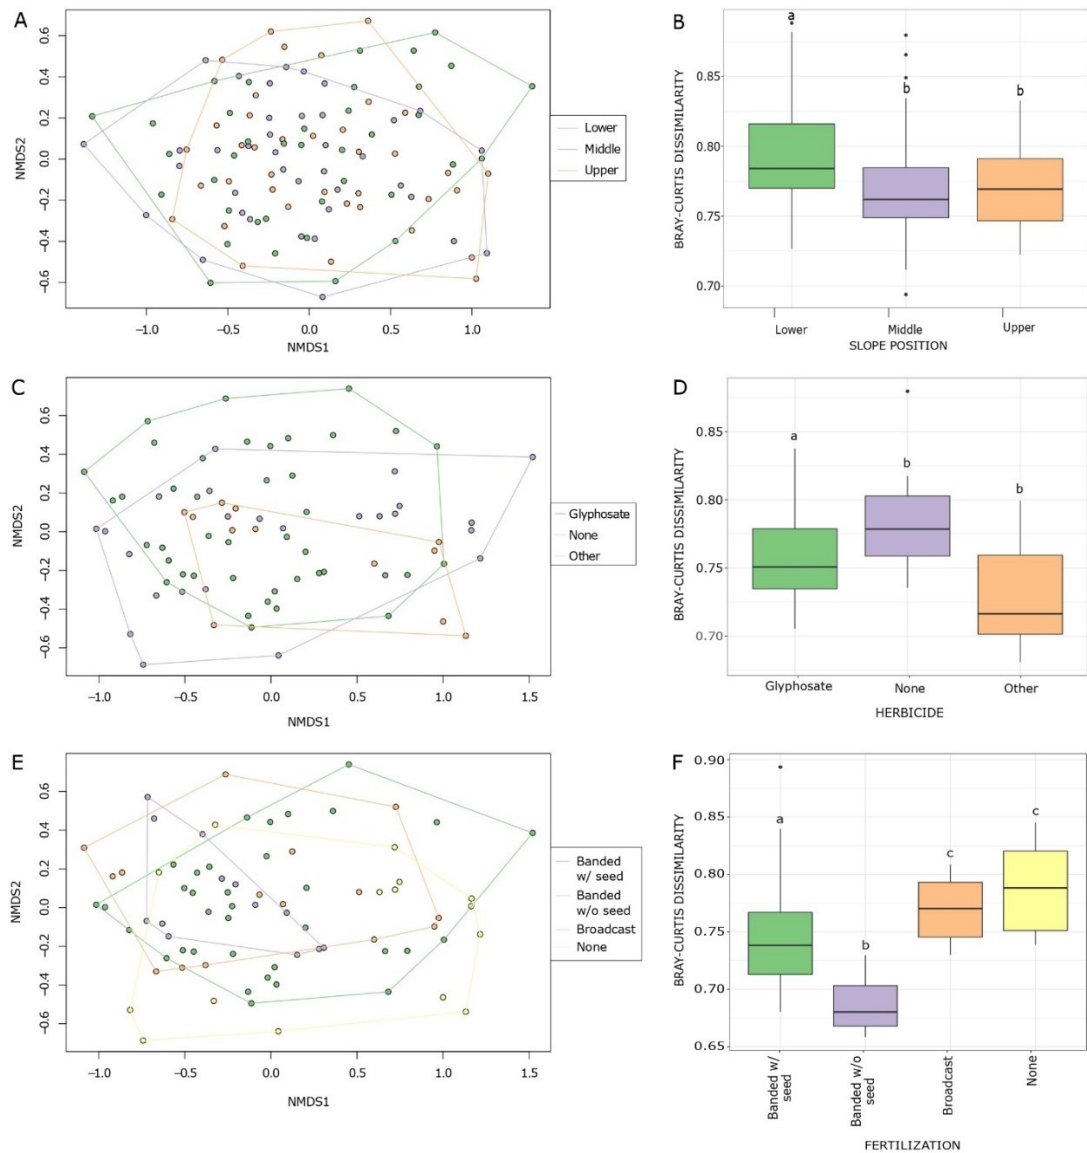 A
NMDS2
0.6
0.4
0.2
0.0
−0.2
−0.4
−0.6
−1.0
−0.5
0.0
0.5
1.0
NMDS1
Lower
Middle
Upper
B
BRAY-CURTIS DISSIMILARITY
0.85
0.80
0.75
0.70
a
b
b
Lower
Middle
Upper
SLOPE POSITION
C
NMDS2
0.6
0.4
0.2
0.0
−0.2
−0.4
−0.6
−1.0
−0.5
0.0
0.5
1.0
1.5
NMDS1
Glyphosate
None
Other
D
BRAY-CURTIS DISSIMILARITY
0.85
0.80
0.75
0.70
a
b
b
Glyphosate
None
Other
HERBICIDE
E
NMDS2
0.6
0.4
0.2
0.0
−0.2
−0.4
−0.6
−1.0
−0.5
0.0
0.5
1.0
1.5
NMDS1
Banded
w/ seed
Banded
w/o seed
Broadcast
None
F
BRAY-CURTIS DISSIMILARITY
0.90
0.85
0.80
0.75
0.70
0.65
a
b
c
c
Banded w/
seed
Banded w/o
seed
Broadcast
None
FERTILIZATION